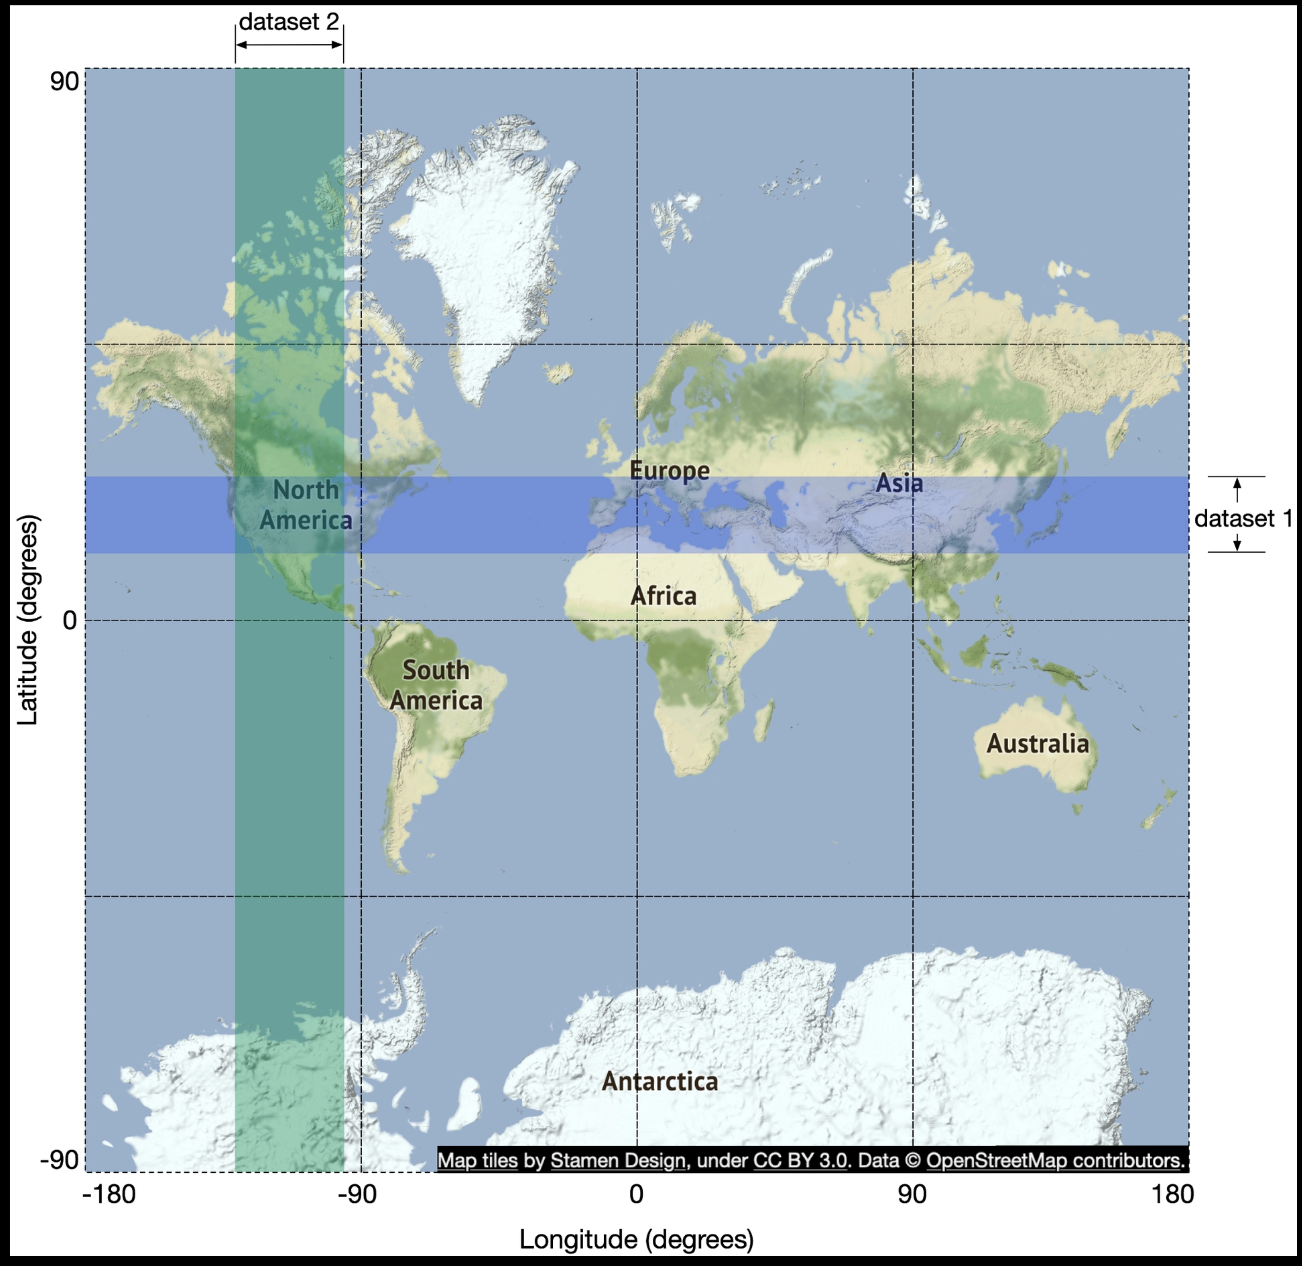 dataset 2
90
North
America
Europe
Asia
dataset 1
Africa
0
South
America
Australia
Antarctica
Latitude (degrees)
Map tiles by Stamen Design, under CC BY 3.0. Data © OpenStreetMap contributors.
-90
-180 -90 0 90 180
Longitude (degrees)